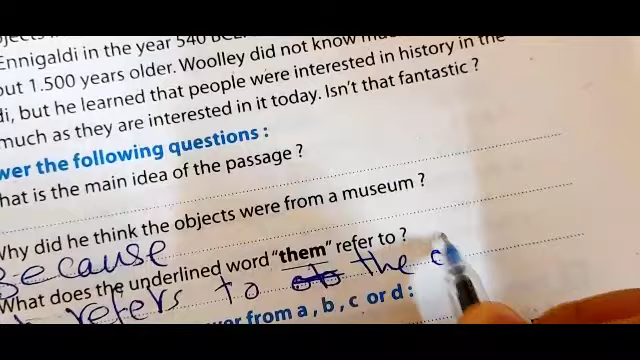 jects in
Ennigaldi in the year 540 BCE.
out 1.500 years older. Woolley did not know
di, but he learned that people were interested in history in the
much as they are interested in it today. Isn't that fantastic ?
wer the following questions :
hat is the main idea of the passage ?
Why did he think the objects were from a museum ?
Because
What does the underlined word "them" refer to ?
refers to the
wer from a , b , c or d :